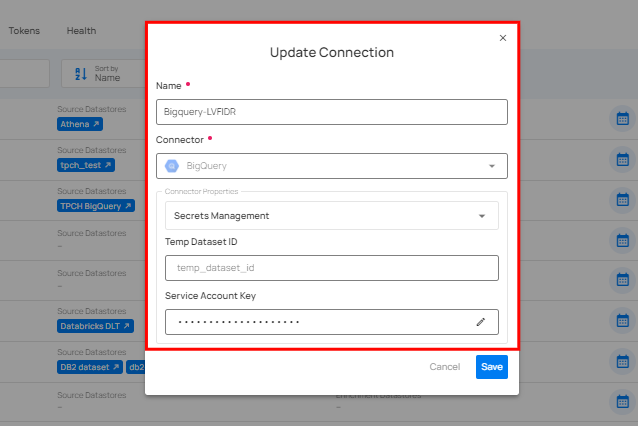 Tokens
Health
Sort by
Name
Source Datastores
Athena
Source Datastores
tpch_test
Source Datastores
TPCH BigQuery
Source Datastores
–
Source Datastores
–
Source Datastores
Databricks DLT
Source Datastores
DB2 dataset
db2
Source Datastores
–
Enrichment Datastores
–
Update Connection
Name
Bigquery-LVFIDR
Connector
BigQuery
Connector Properties
Secrets Management
Temp Dataset ID
temp_dataset_id
Service Account Key
••••••••••••••••••••
Cancel
Save